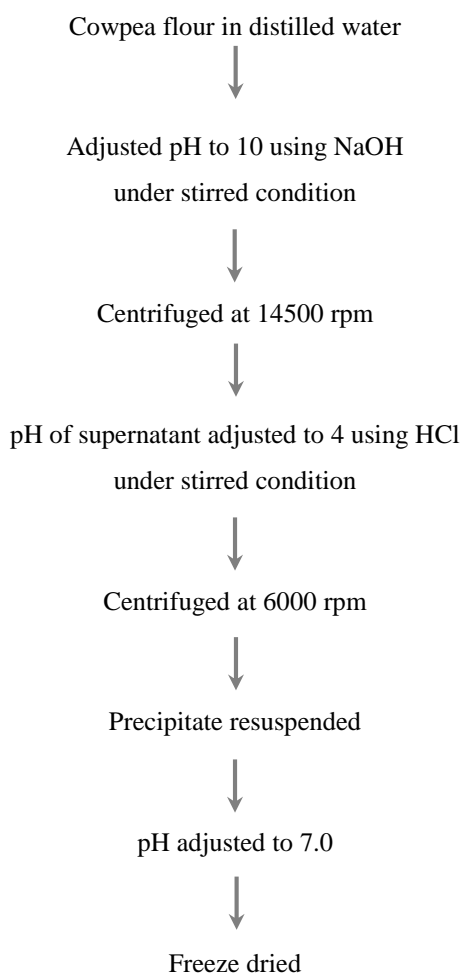 Cowpea flour in distilled water
Adjusted pH to 10 using NaOH
under stirred condition
Centrifuged at 14500 rpm
pH of supernatant adjusted to 4 using HCl
under stirred condition
Centrifuged at 6000 rpm
Precipitate resuspended
pH adjusted to 7.0
Freeze dried